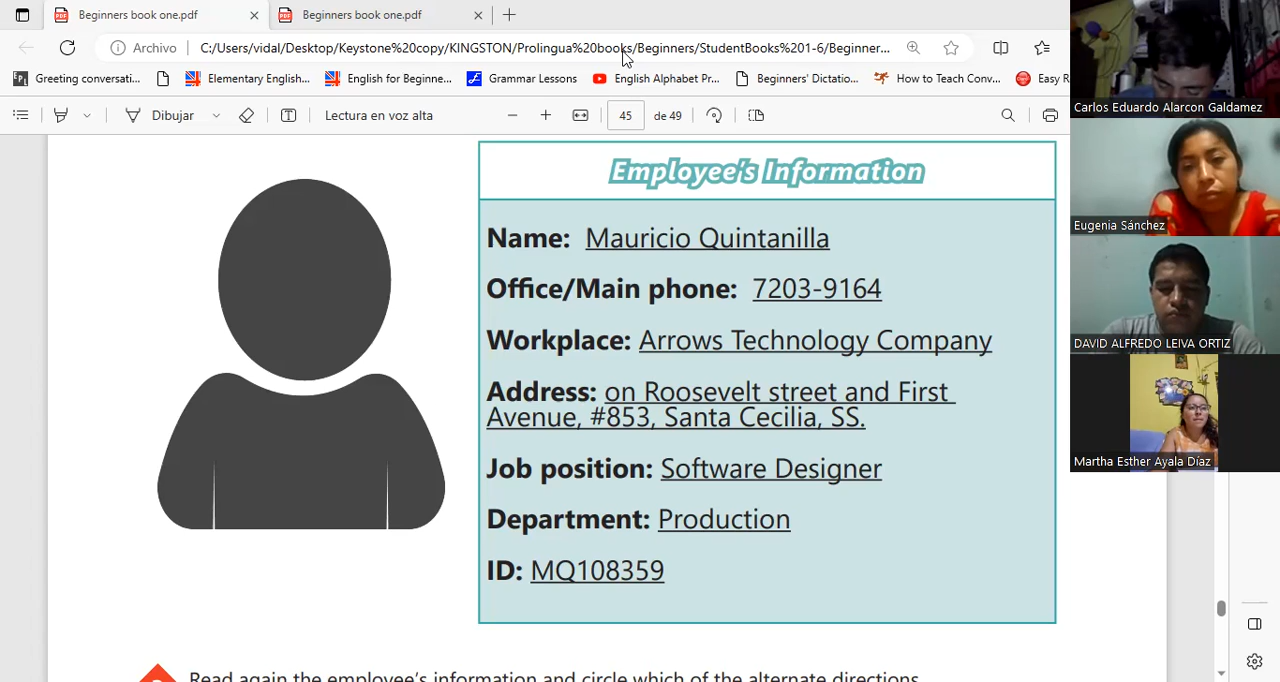 Beginners book one.pdf
Beginners book one.pdf
Archivo C:/Users/vidal/Desktop/Keystone%20copy/KINGSTON/Prolingua%20books/Beginners/StudentBooks%201-6/Beginner...
Greeting conversati... Elementary English... English for Beginne... Grammar Lessons English Alphabet Pr... Beginners' Dictatio... How to Teach Conv... Easy R
Dibujar Lectura en voz alta 45 de 49
Employee's Information
Name: Mauricio Quintanilla
Office/Main phone: 7203-9164
Workplace: Arrows Technology Company
Address: on Roosevelt street and First
Avenue, #853, Santa Cecilia, SS.
Job position: Software Designer
Department: Production
ID: MQ108359
Read again the employee's information and circle which of the alternate directions
Carlos Eduardo Alarcon Galdamez
Eugenia Sánchez
DAVID ALFREDO LEIVA ORTIZ
Martha Esther Ayala Díaz